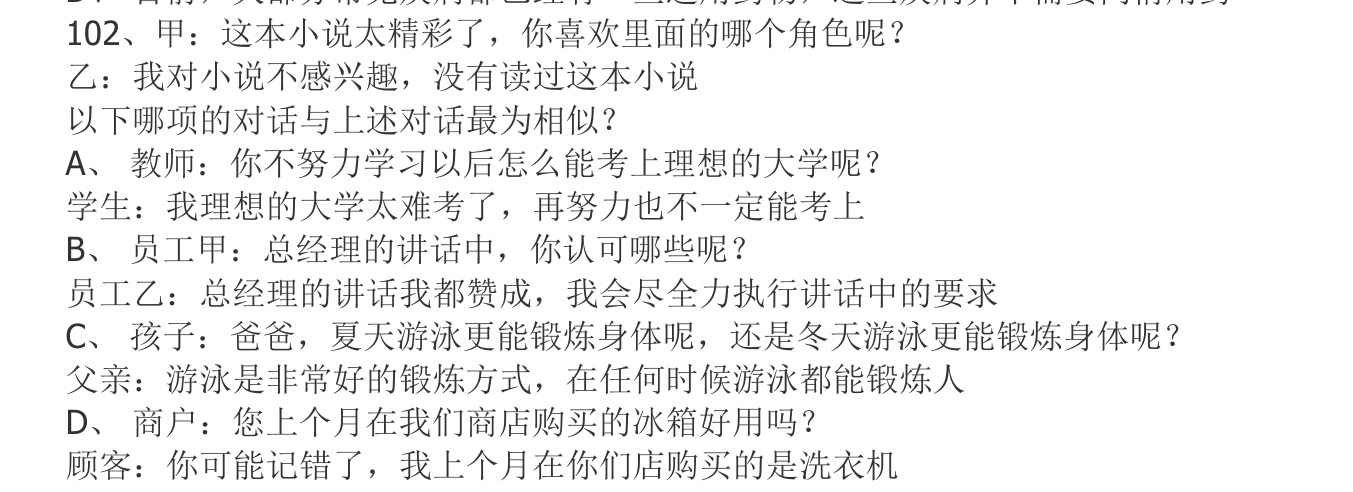 102、甲：这本小说太精彩了，你喜欢里面的哪个角色呢？
乙：我对小说不感兴趣，没有读过这本小说
以下哪项的对话与上述对话最为相似？
A、 教师：你不努力学习以后怎么能考上理想的大学呢？
学生：我理想的大学太难考了，再努力也不一定能考上
B、 员工甲：总经理的讲话中，你认可哪些呢？
员工乙：总经理的讲话我都赞成，我会尽全力执行讲话中的要求
C、 孩子：爸爸，夏天游泳更能锻炼身体呢，还是冬天游泳更能锻炼身体呢？
父亲：游泳是非常好的锻炼方式，在任何时候游泳都能锻炼人
D、 商户：您上个月在我们商店购买的冰箱好用吗？
顾客：你可能记错了，我上个月在你们店购买的是洗衣机